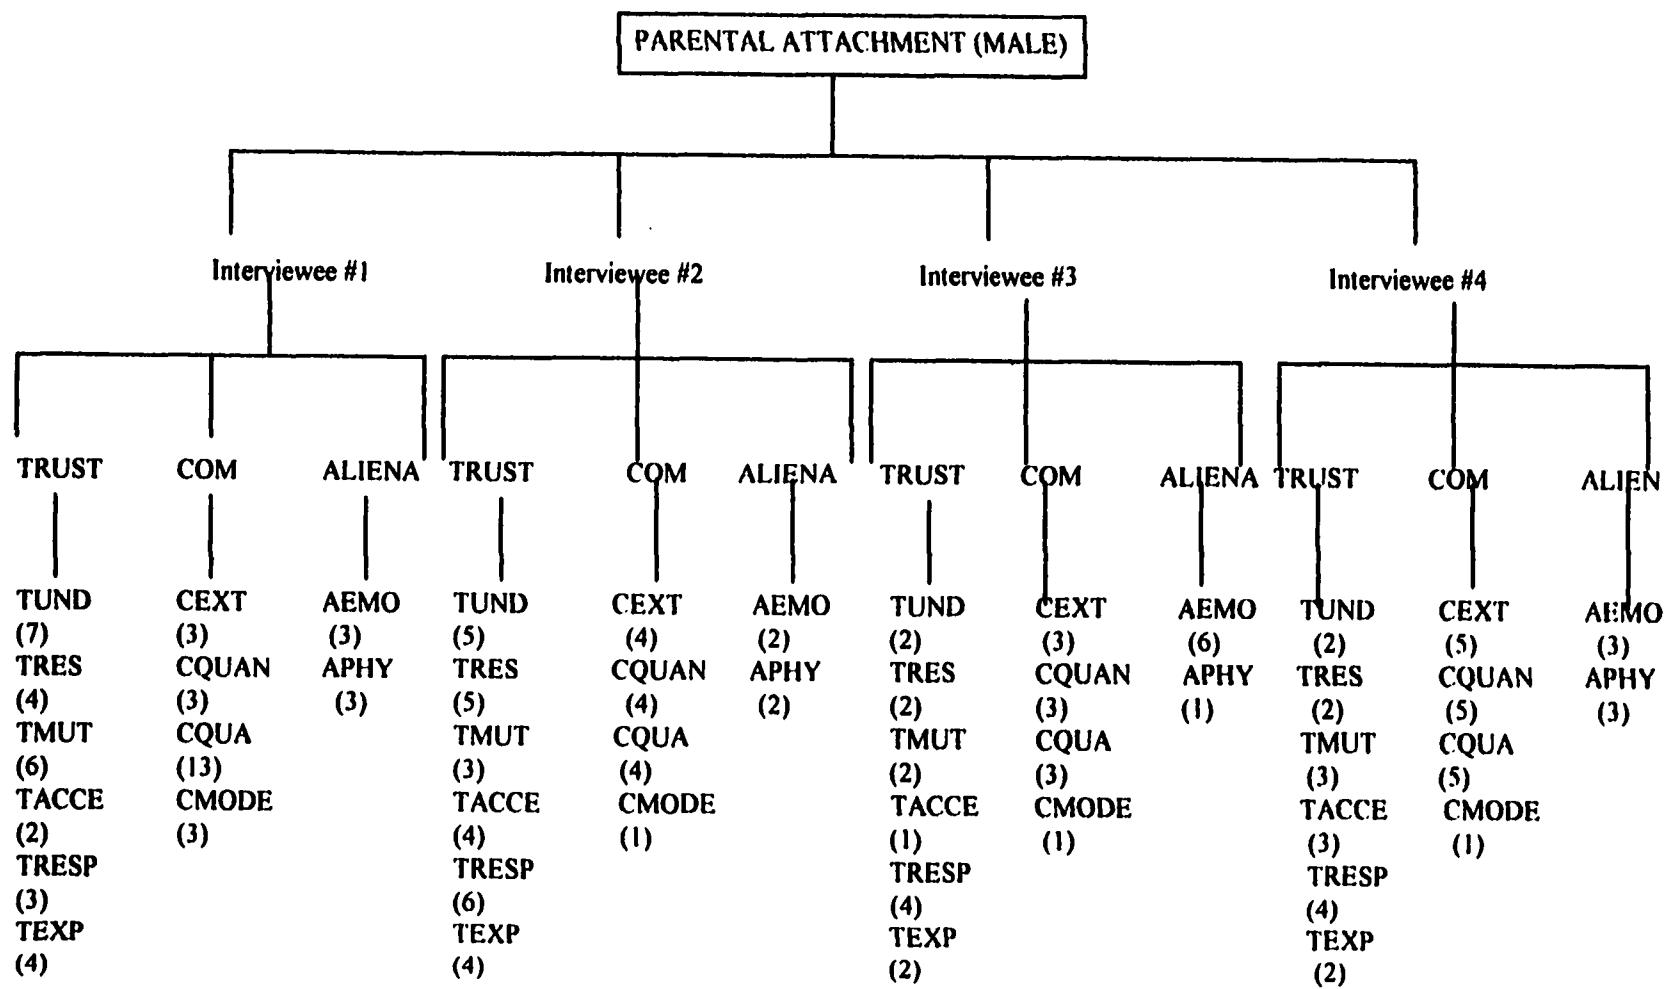 PARENTAL ATTACHMENT (MALE)
Interviewee #1 Interviewee #2 Interviewee #3 Interviewee #4
TRUST COM ALIENA TRUST COM ALIENA TRUST COM ALIENA TRUST COM ALIEN
TUND CEXT AEMO TUND CEXT AEMO TUND CEXT AEMO TUND CEXT AEMO
(7) (3) (3) (5) (4) (2) (2) (3) (6) (2) (5) (3)
TRES CQUAN APHY TRES CQUAN APHY TRES CQUAN APHY TRES CQUAN APHY
(4) (3) (3) (5) (4) (2) (2) (3) (1) (2) (5) (3)
TMUT CQUA TMUT CQUA TMUT CQUA TMUT CQUA
(6) (13) (3) (4) (2) (3) (3) (5)
TACCE CMODE TACCE CMODE TACCE CMODE TACCE CMODE
(2) (3) (4) (1) (1) (1) (3) (1)
TRESP TRESP TRESP TRESP
(3) (6) (4) (4)
TEXP TEXP TEXP TEXP
(4) (4) (2) (2)